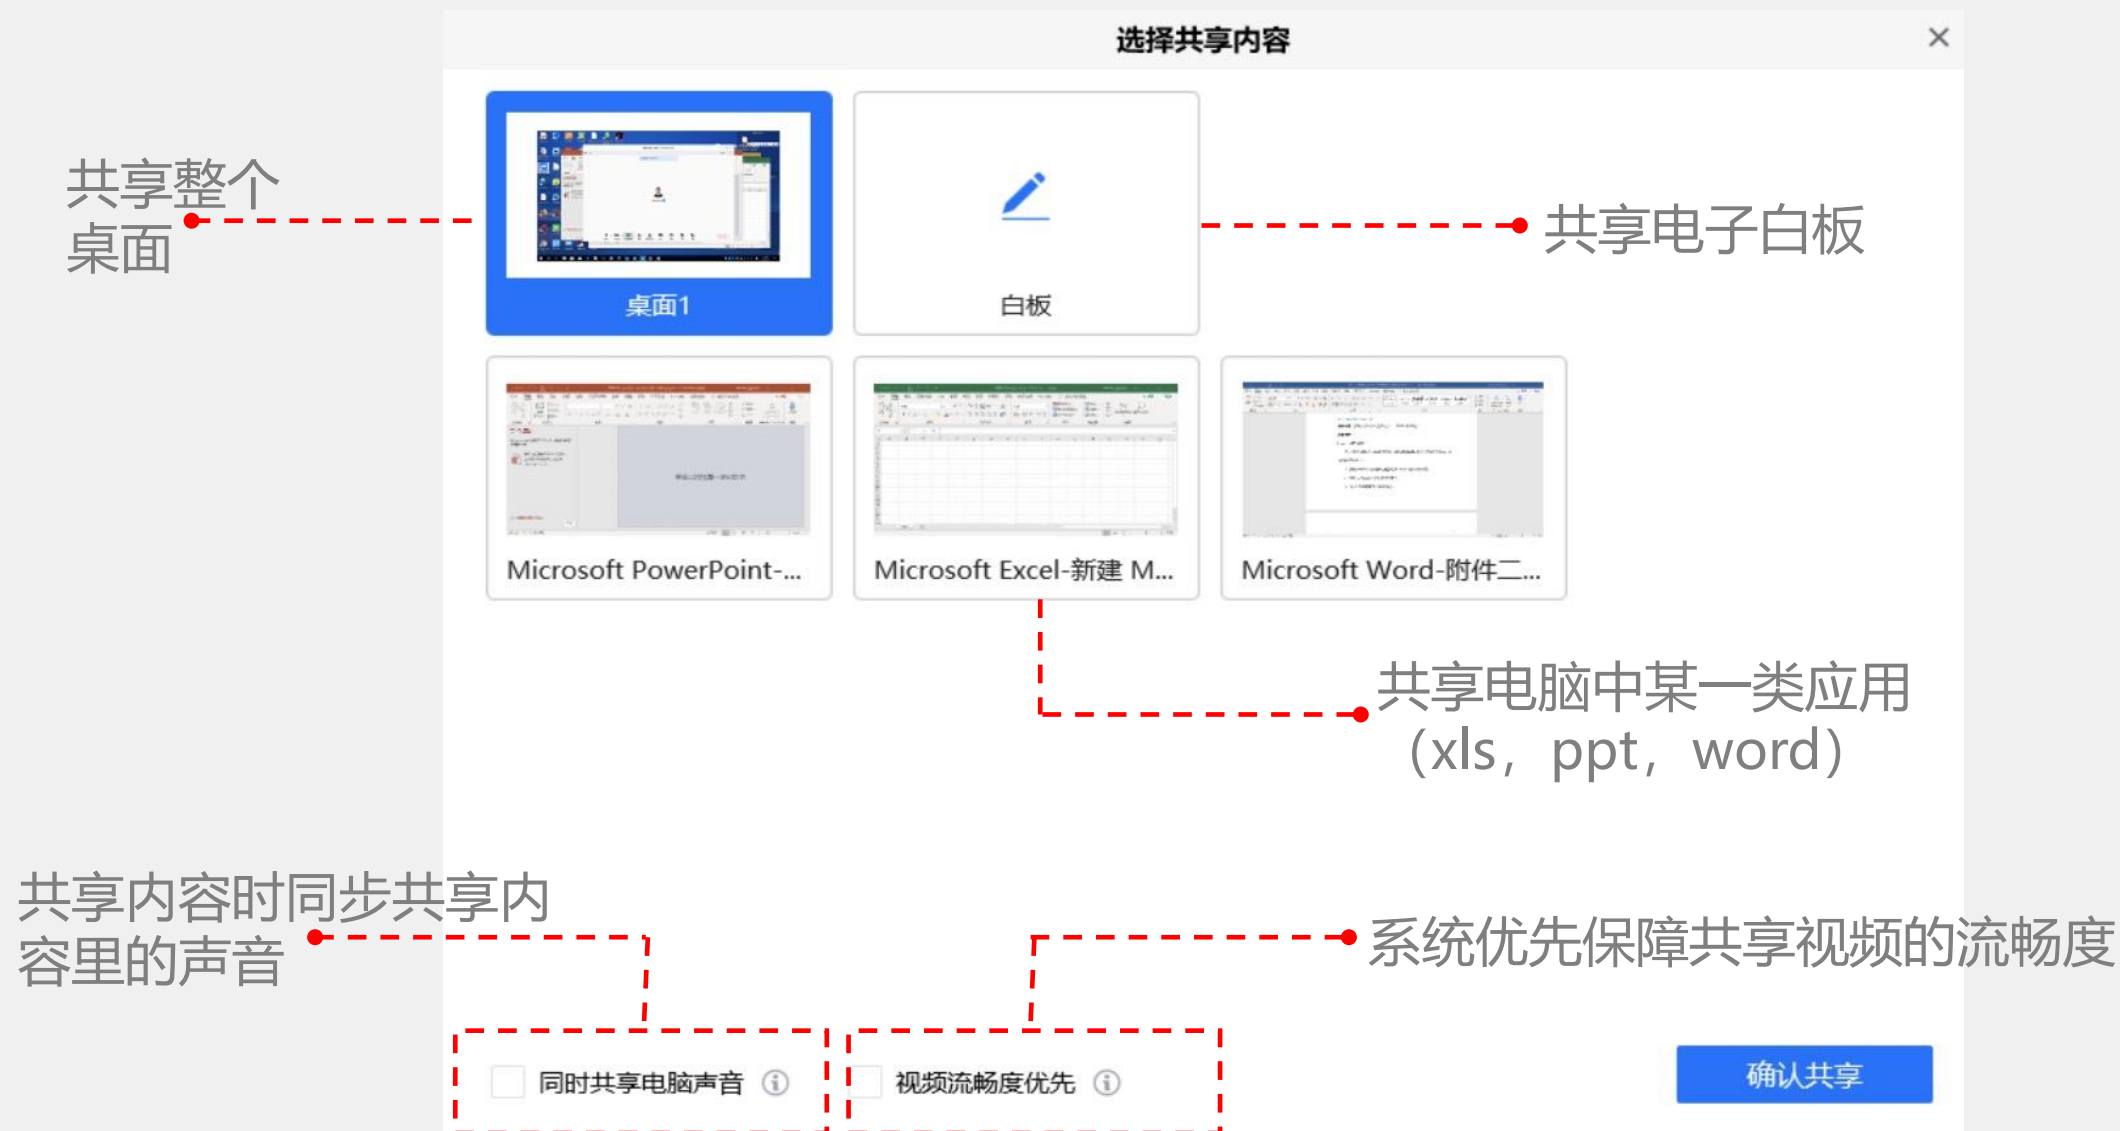 选择共享内容
共享整个
桌面
桌面1
白板
共享电子白板
Microsoft PowerPoint-...
Microsoft Excel-新建 M...
Microsoft Word-附件二...
共享电脑中某一类应用
（xls，ppt，word）
共享内容时同步共享内
容里的声音
系统优先保障共享视频的流畅度
同时共享电脑声音
视频流畅度优先
确认共享